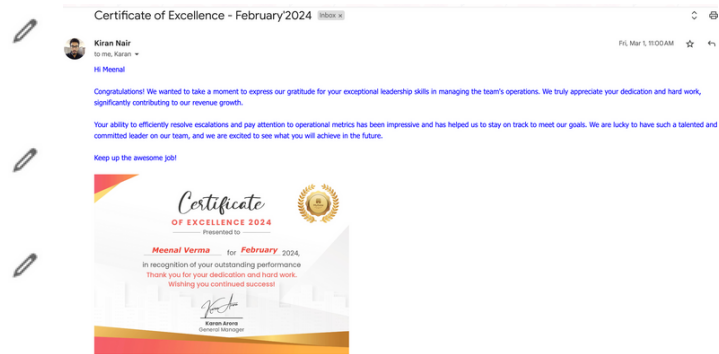 Certificate of Excellence - February'2024 Inbox x
Kiran Nair
Fri, Mar 1, 11:00 AM
to me, Karan
Hi Meenal
Congratulations! We wanted to take a moment to express our gratitude for your exceptional leadership skills in managing the team's operations. We truly appreciate your dedication and hard work,
significantly contributing to our revenue growth.
Your ability to efficiently resolve escalations and pay attention to operational metrics has been impressive and has helped us to stay on track to meet our goals. We are lucky to have such a talented and
committed leader on our team, and we are excited to see what you will achieve in the future.
Keep up the awesome job!
Certificate
OF EXCELLENCE 2024
Presented to
Meenal Verma for February 2024,
in recognition of your outstanding performance
Thank you for your dedication and hard work.
Wishing you continued success!
Karan Arora
General Manager